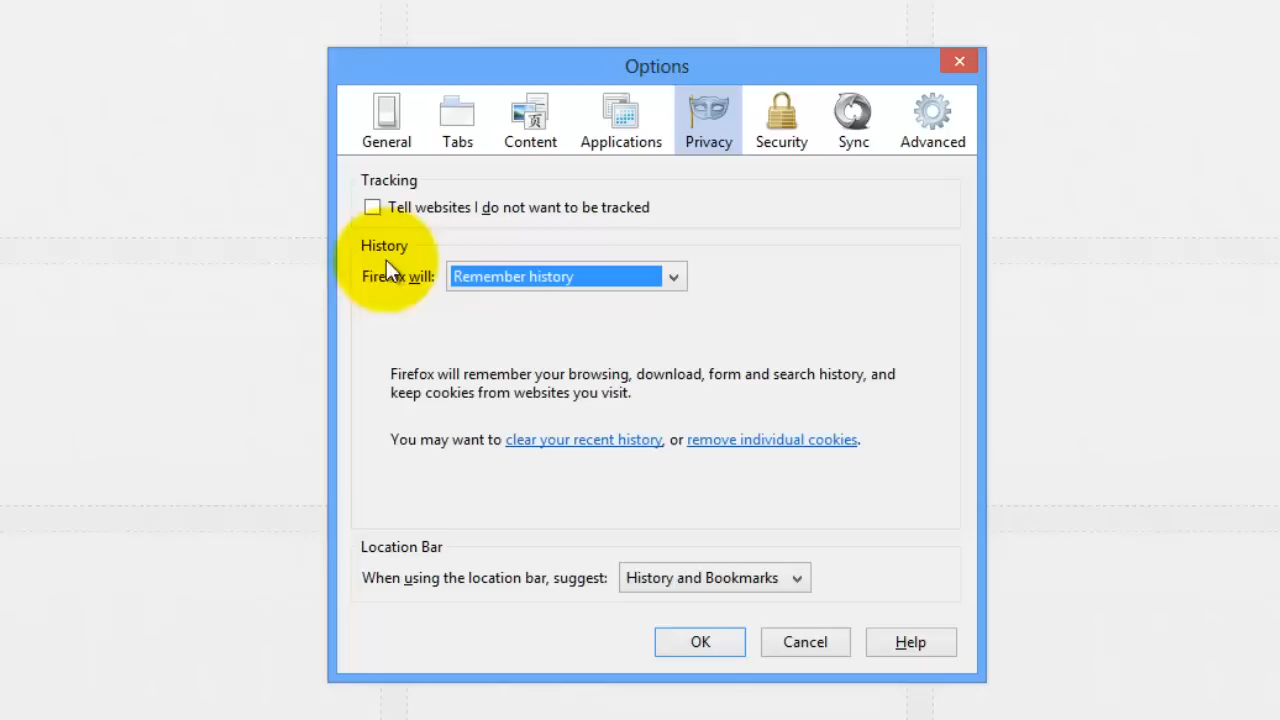 Options
General Tabs Content Applications Privacy Security Sync Advanced
Tracking
Tell websites I do not want to be tracked
History
Firefox will: Remember history
Firefox will remember your browsing, download, form and search history, and
keep cookies from websites you visit.
You may want to clear your recent history, or remove individual cookies.
Location Bar
When using the location bar, suggest: History and Bookmarks
OK Cancel Help